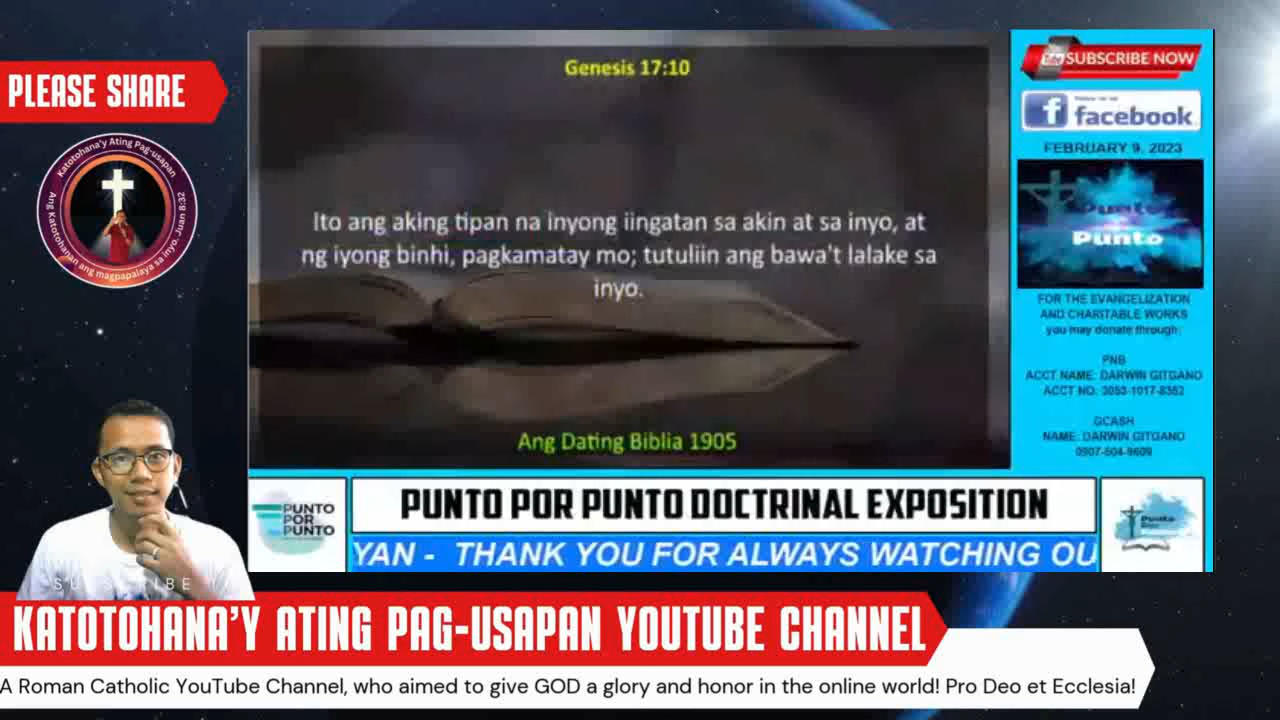 PLEASE SHARE
Katotohana'y Ating Pag-usapan
Ang Katotohanan ang magpapalaya sa inyo. Juan 8:32
Genesis 17:10
Ito ang aking tipan na inyong iingatan sa akin at sa inyo, at
ng iyong binhi, pagkamatay mo; tutuliin ang bawa't lalake sa
inyo.
Ang Dating Biblia 1905
SUBSCRIBE NOW
facebook
FEBRUARY 9, 2023
Punto
Punto
FOR THE EVANGELIZATION
AND CHARITABLE WORKS
you may donate through:
PNB
ACCT NAME: DARWIN GITGANO
ACCT NO:
GCASH
NAME: DARWIN GITGANO
PUNTO
POR
PUNTO
PUNTO POR PUNTO DOCTRINAL EXPOSITION
YAN - THANK YOU FOR ALWAYS WATCHING OU
Punto
SUBSCRIBE
KATOTOHANA'Y ATING PAG-USAPAN YOUTUBE CHANNEL
A Roman Catholic YouTube Channel, who aimed to give GOD a glory and honor in the online world! Pro Deo et Ecclesia!